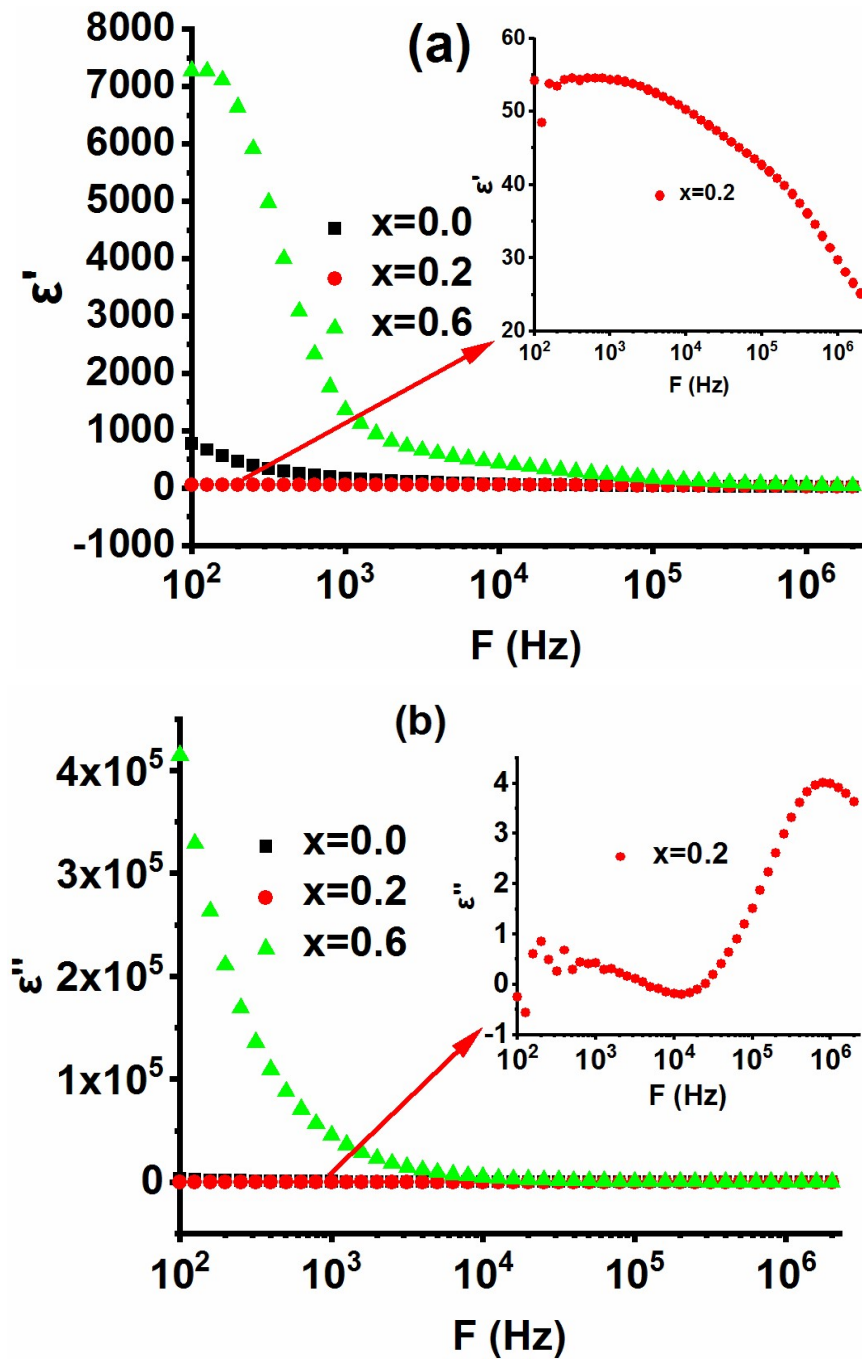 (a)
ε'
8000
7000
6000
5000
4000
3000
2000
1000
0
-1000
10²
10³
10⁴
10⁵
10⁶
F (Hz)
x=0.0
x=0.2
x=0.6
ε'
60
50
40
30
20
x=0.2
10²
10³
10⁴
10⁵
10⁶
F (Hz)
(b)
ε''
4x10⁵
3x10⁵
2x10⁵
1x10⁵
0
10²
10³
10⁴
10⁵
10⁶
F (Hz)
x=0.0
x=0.2
x=0.6
ε''
4
3
2
1
0
-1
x=0.2
10²
10³
10⁴
10⁵
10⁶
F (Hz)